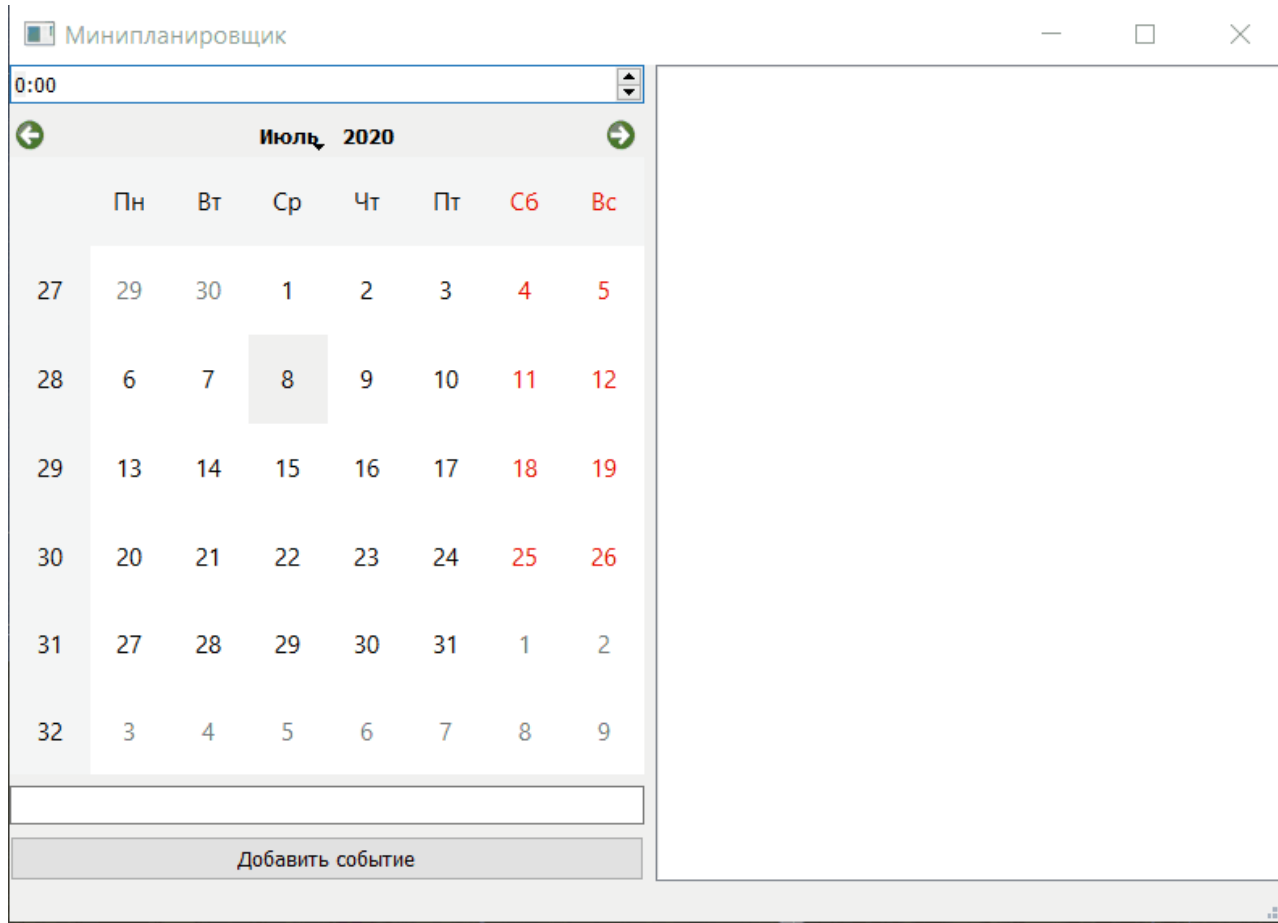 Минипланировщик
0:00
Июль 2020
Пн Вт Ср Чт Пт Сб Вс
27 29 30 1 2 3 4 5
28 6 7 8 9 10 11 12
29 13 14 15 16 17 18 19
30 20 21 22 23 24 25 26
31 27 28 29 30 31 1 2
32 3 4 5 6 7 8 9
Добавить событие